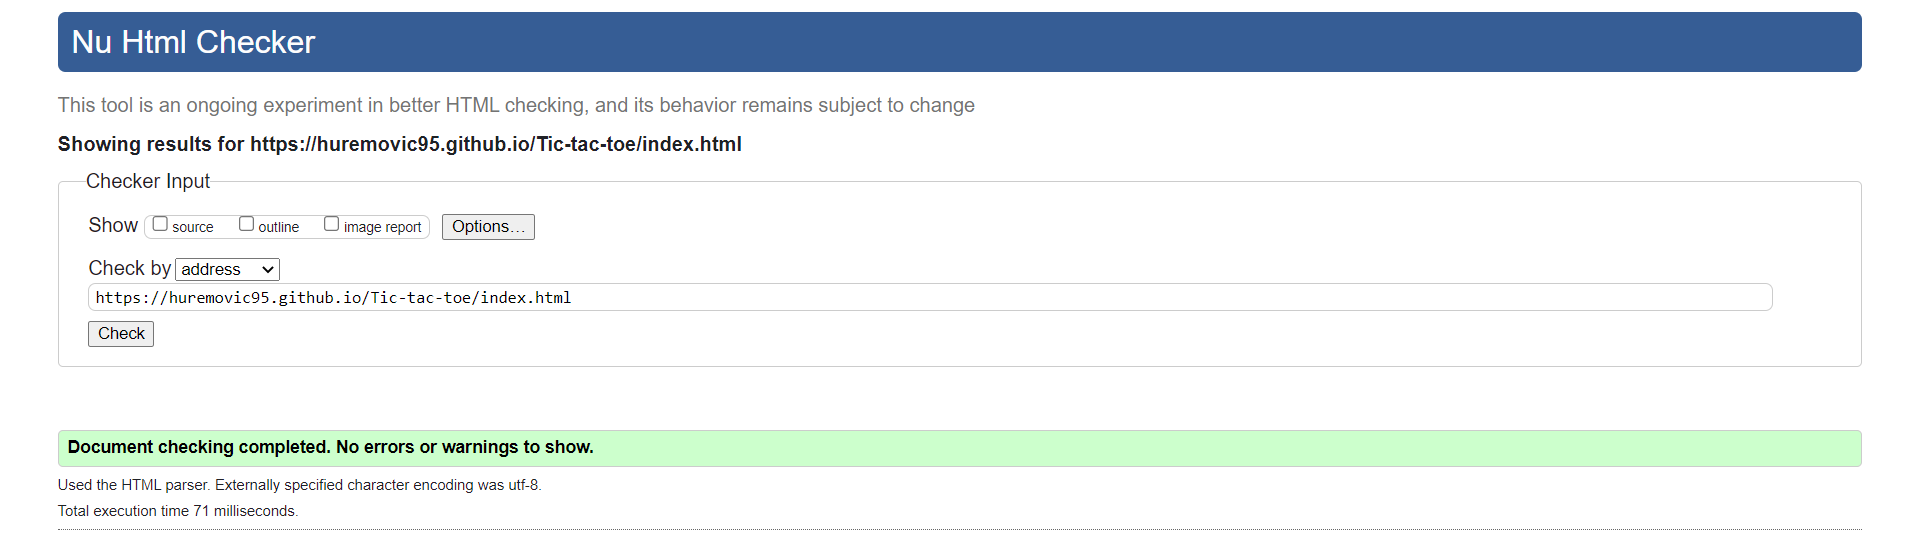 Nu Html Checker
This tool is an ongoing experiment in better HTML checking, and its behavior remains subject to change
Showing results for https://huremovic95.github.io/Tic-tac-toe/index.html
Checker Input
Show source outline image report Options...
Check by address
https://huremovic95.github.io/Tic-tac-toe/index.html
Check
Document checking completed. No errors or warnings to show.
Used the HTML parser. Externally specified character encoding was utf-8.
Total execution time 71 milliseconds.